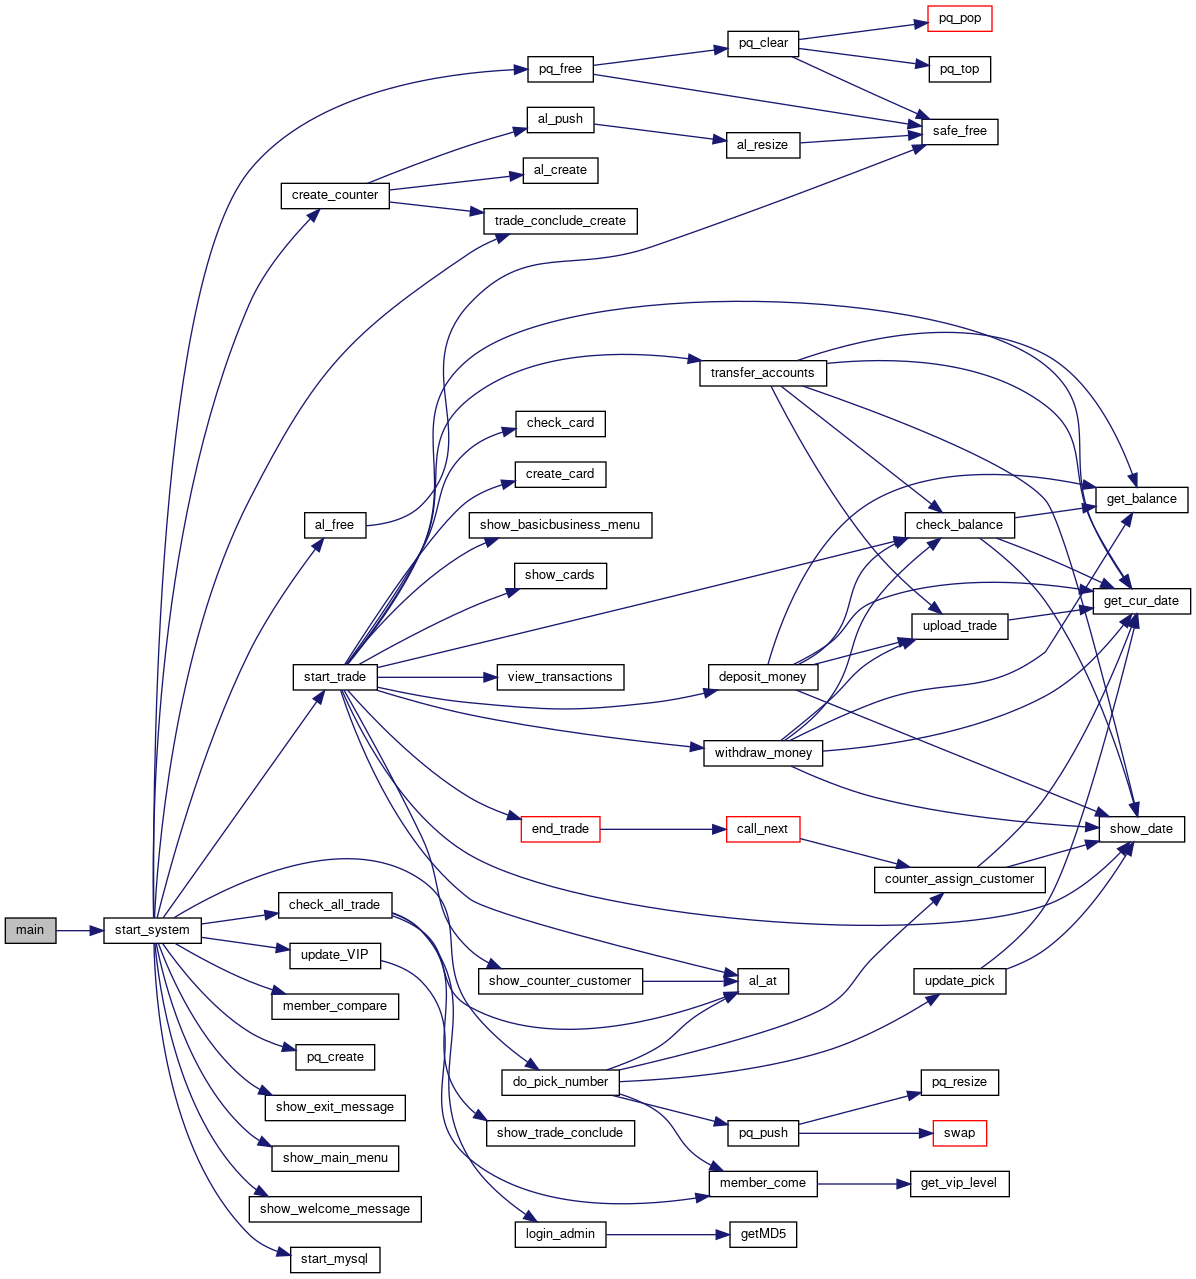 pq_pop
pq_clear
pq_free
pq_top
al_push
safe_free
al_resize
al_create
create_counter
trade_conclude_create
transfer_accounts
check_card
create_card
get_balance
al_free
show_basicbusiness_menu
check_balance
show_cards
get_cur_date
upload_trade
start_trade
view_transactions
deposit_money
withdraw_money
end_trade
call_next
show_date
counter_assign_customer
check_all_trade
main
start_system
update_VIP
show_counter_customer
al_at
update_pick
member_compare
pq_create
do_pick_number
pq_resize
show_exit_message
show_trade_conclude
pq_push
swap
show_main_menu
member_come
get_vip_level
show_welcome_message
login_admin
getMD5
start_mysql